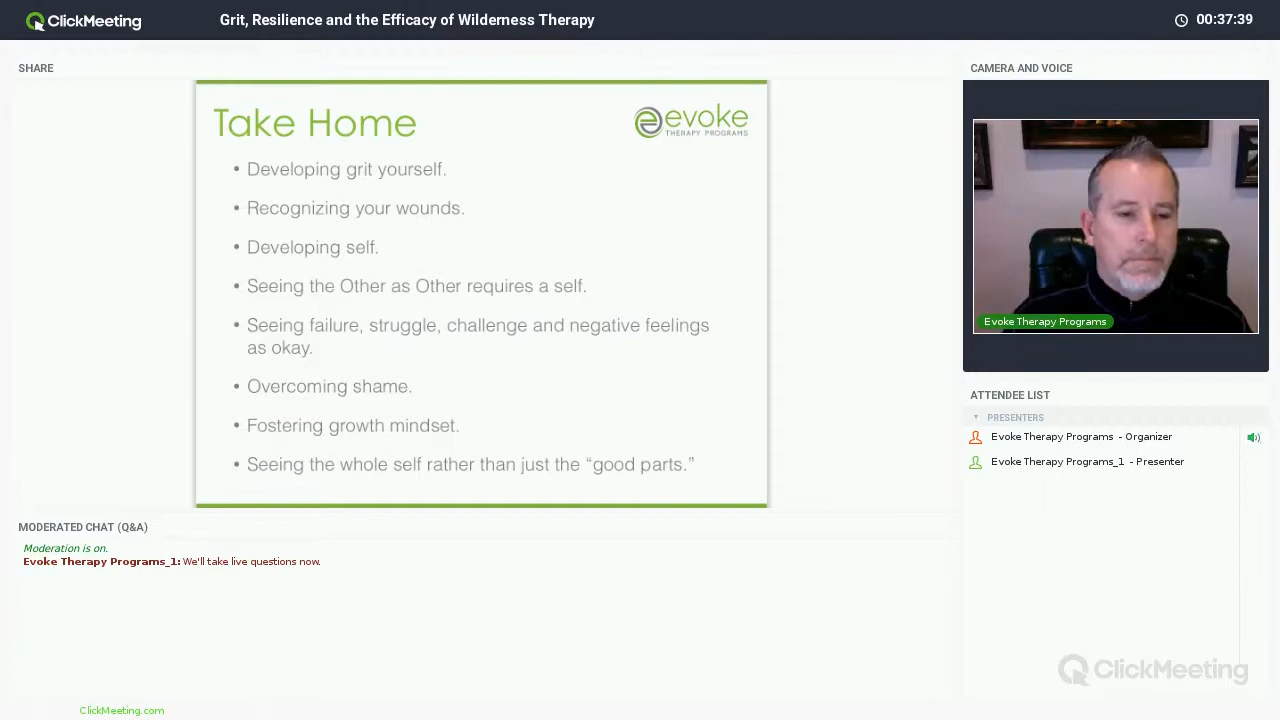 ClickMeeting
Grit, Resilience and the Efficacy of Wilderness Therapy
00:37:39
SHARE
Take Home
evoke
THERAPY PROGRAMS
• Developing grit yourself.
• Recognizing your wounds.
• Developing self.
• Seeing the Other as Other requires a self.
• Seeing failure, struggle, challenge and negative feelings
as okay.
• Overcoming shame.
• Fostering growth mindset.
• Seeing the whole self rather than just the “good parts.”
MODERATED CHAT (Q&A)
Moderation is on.
Evoke Therapy Programs_1: We'll take live questions now.
CAMERA AND VOICE
Evoke Therapy Programs
ATTENDEE LIST
PRESENTERS
Evoke Therapy Programs - Organizer
Evoke Therapy Programs_1 - Presenter
ClickMeeting
ClickMeeting.com